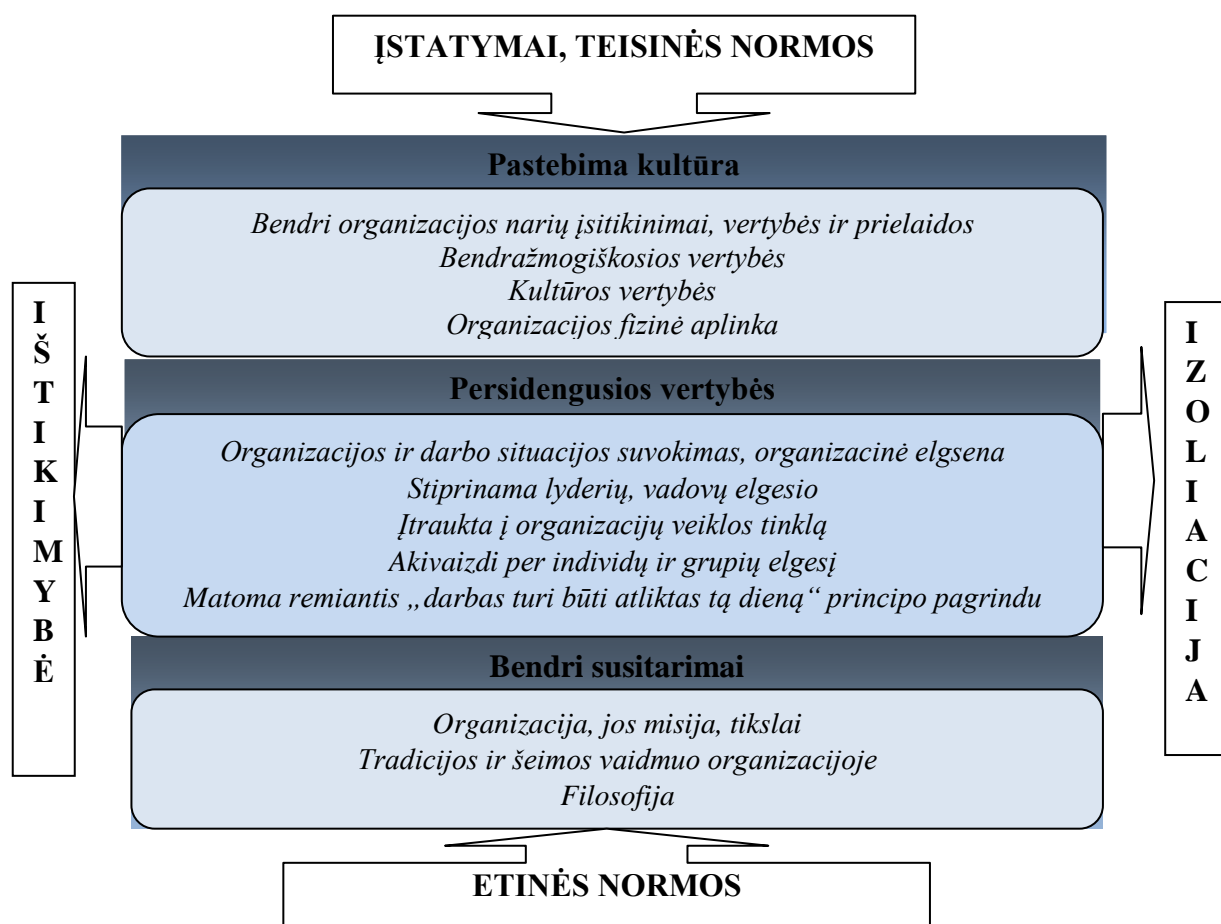 ĮSTATYMAI, TEISINĖS NORMOS
Pastebima kultūra
Bendri organizacijos narių įsitikinimai, vertybės ir prielaidos
Bendražmogiškosios vertybės
Kultūros vertybės
Organizacijos fizinė aplinka
IŠTIKIMYBĖ
Persidengusios vertybės
Organizacijos ir darbo situacijos suvokimas, organizacinė elgsena
Stiprinama lyderių, vadovų elgesio
Įtraukta į organizacijų veiklos tinklą
Akivaizdi per individų ir grupių elgesį
Matoma remiantis „darbas turi būti atliktas tą dieną“ principo pagrindu
IZOLIACIJA
Bendri susitarimai
Organizacija, jos misija, tikslai
Tradicijos ir šeimos vaidmuo organizacijoje
Filosofija
ETINĖS NORMOS